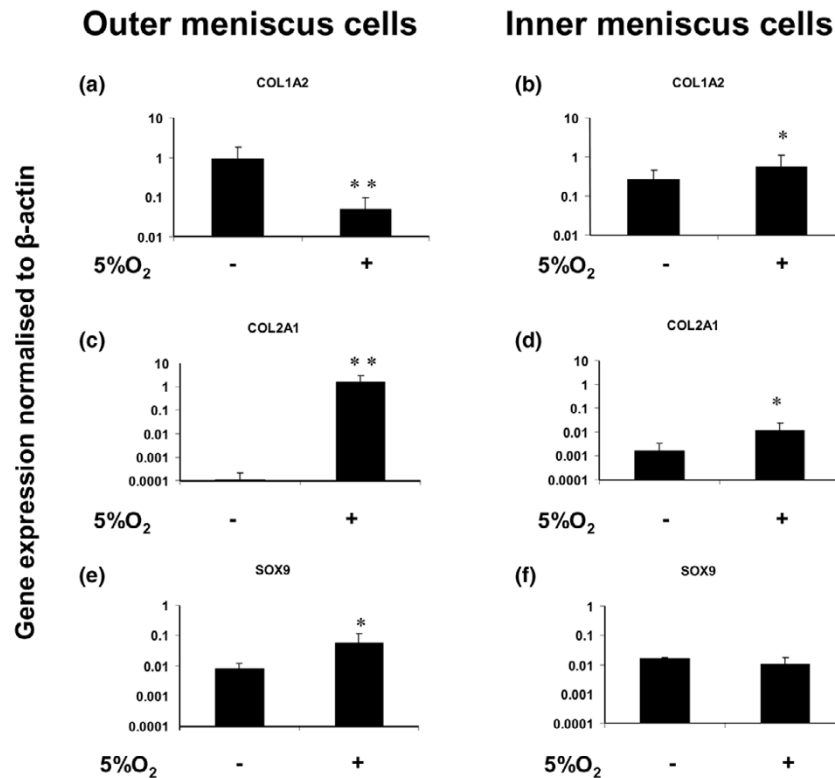 Outer meniscus cells Inner meniscus cells
Gene expression normalised to β-actin
(a) COL1A2
10
1
0.1
0.01
**
5%O₂ - +
(b) COL1A2
10
1
0.1
0.01
*
5%O₂ - +
(c) COL2A1
10
1
0.1
0.01
0.001
0.0001
**
5%O₂ - +
(d) COL2A1
10
1
0.1
0.01
0.001
0.0001
*
5%O₂ - +
(e) SOX9
1
0.1
0.01
0.001
0.0001
*
5%O₂ - +
(f) SOX9
1
0.1
0.01
0.001
0.0001
5%O₂ - +